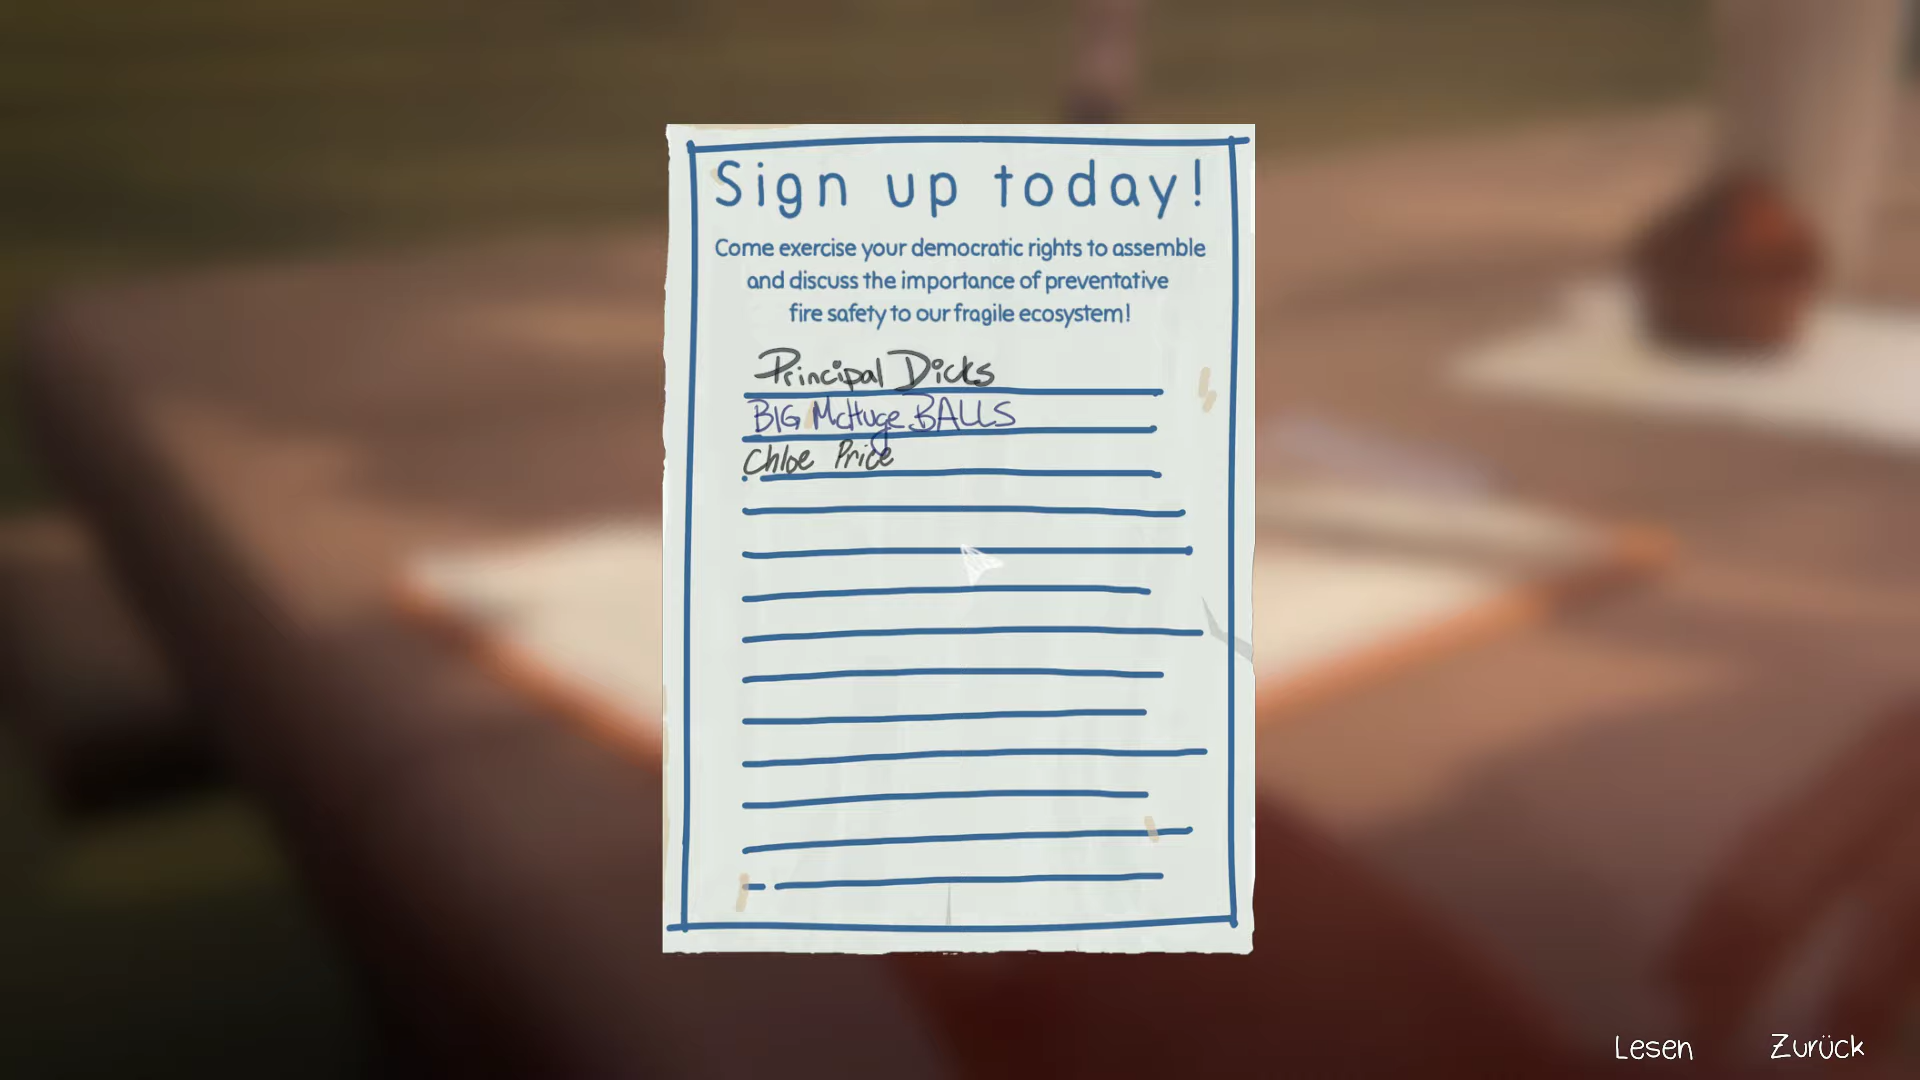 Sign up today!
Come exercise your democratic rights to assemble
and discuss the importance of preventative
fire safety to our fragile ecosystem!
Principal Dicks
BIG McHuge BALLS
Chloe Price
Lesen Zurück